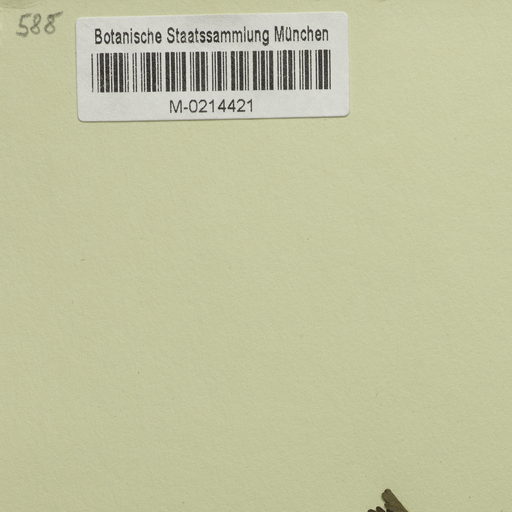 588
Botanische Staatssammlung München
M-0214421